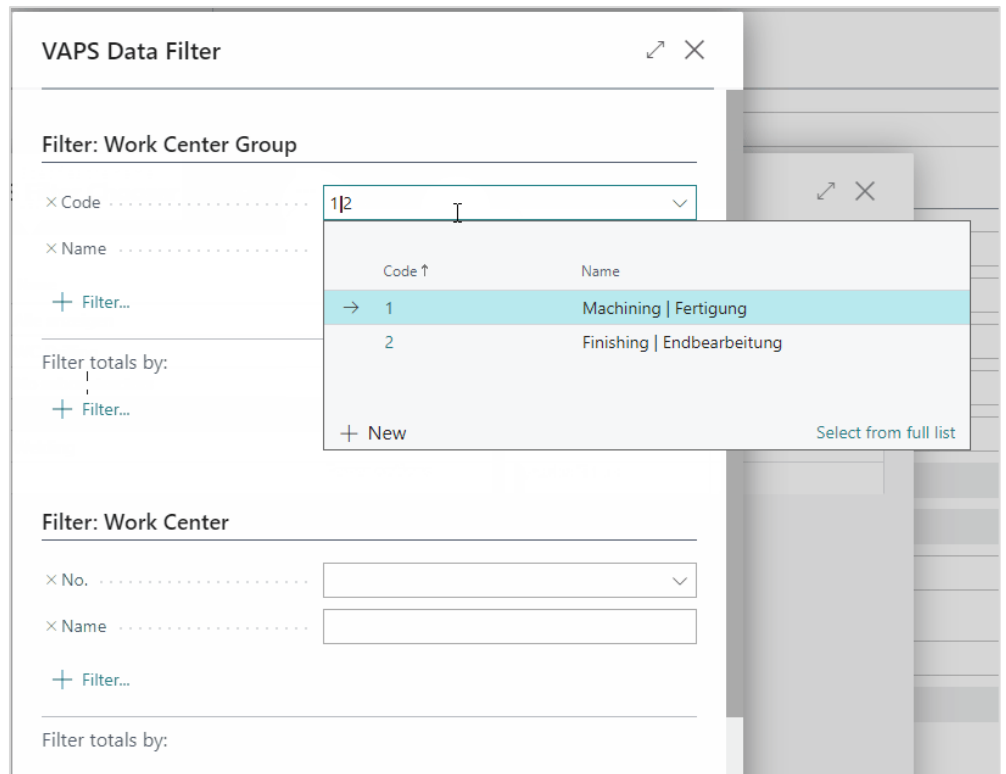 VAPS Data Filter
Filter: Work Center Group
Code 1|2
Name
Code ↑ Name
+ Filter...
→ 1 Machining | Fertigung
2 Finishing | Endbearbeitung
Filter totals by:
+ Filter...
+ New Select from full list
Filter: Work Center
No.
Name
+ Filter...
Filter totals by: